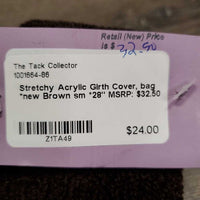 Retail (New) Price
is $32.50
The Tack Collector
1001664-86
Stretchy Acrylic Girth Cover, bag
*new Brown sm *28" MSRP: $32.50
Z1TA49
$24.00